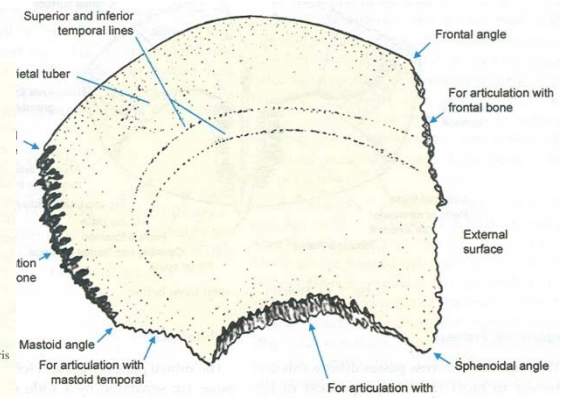 Superior and inferior
temporal lines
Frontal angle
ietal tuber
For articulation with
frontal bone
External
surface
tion
one
Mastoid angle
ris
For articulation with
mastoid temporal
Sphenoidal angle
For articulation with